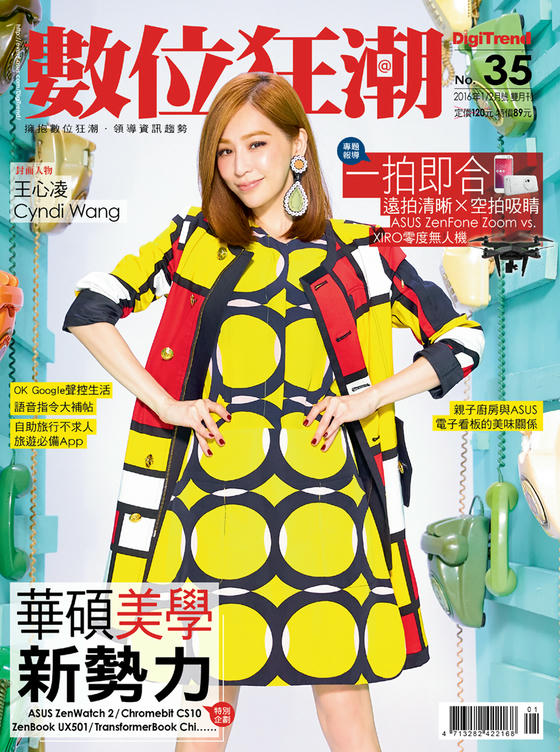 數位狂潮
@
DigiTrend
No. 35
2016年1/2月號 雙月刊
定價120元 特價89元
擁抱數位狂潮‧領導資訊趨勢
封面人物
王心凌
Cyndi Wang
專題
報導
一拍即合
遠拍清晰×空拍吸睛
ASUS ZenFone Zoom vs.
XIRO零度無人機
OK Google聲控生活
語音指令大補帖
自助旅行不求人
旅遊必備App
親子廚房與ASUS
電子看板的美味關係
華碩美學
新勢力
ASUS ZenWatch 2/Chromebit CS10
ZenBook UX501/TransformerBook Chi......
特別
企劃
01
4 713282 422168